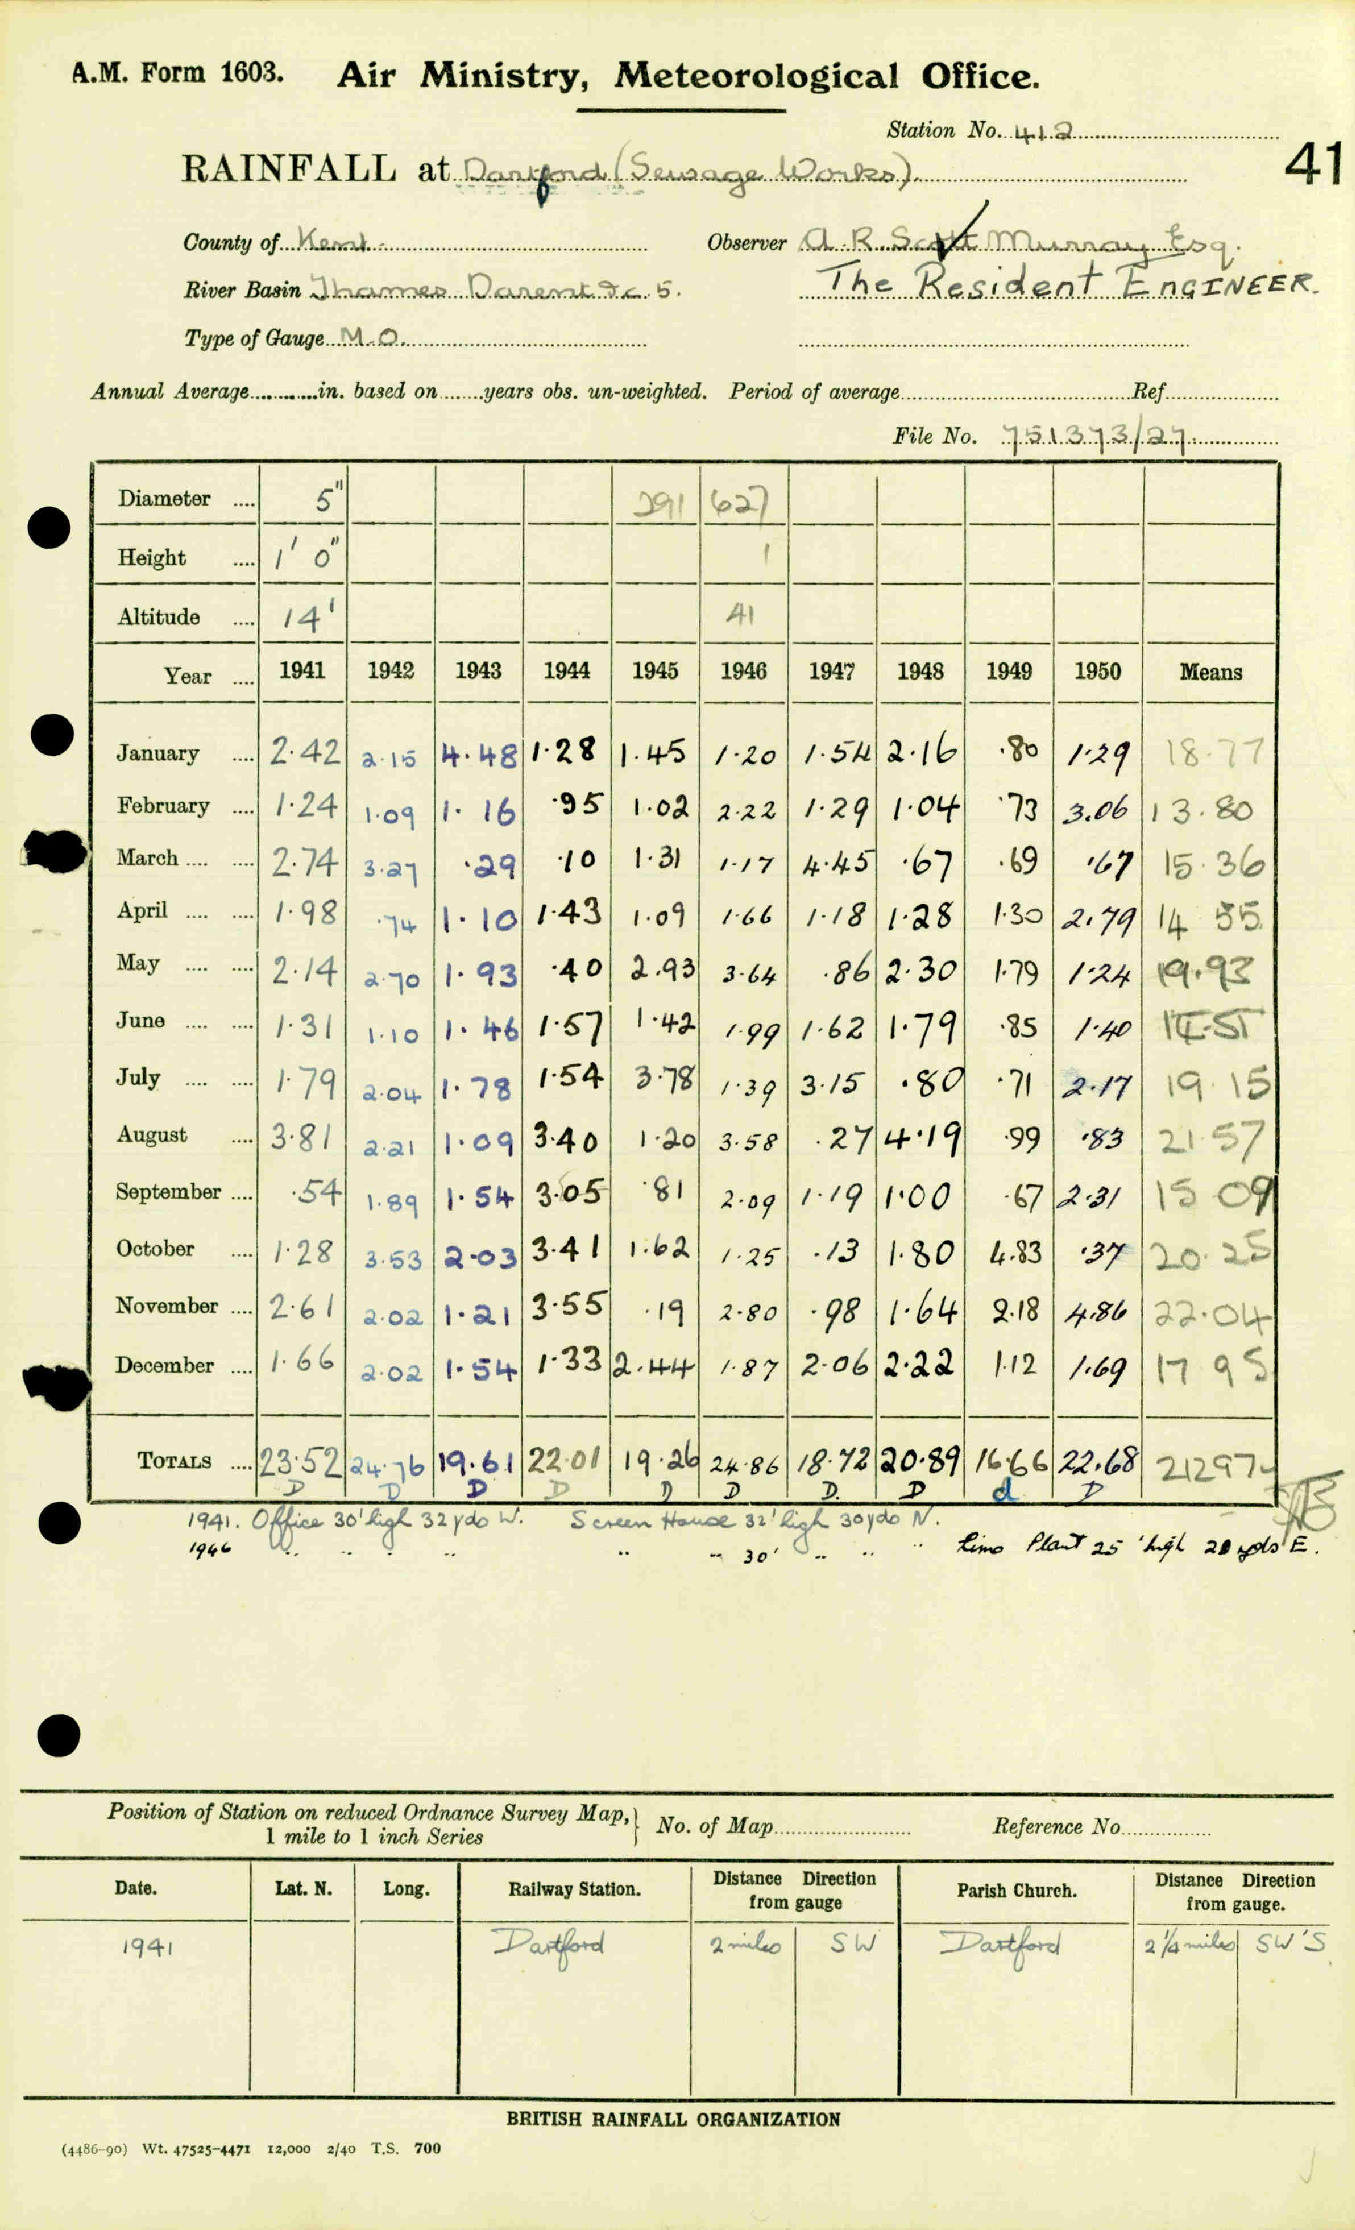 A.M. Form 1603. Air Ministry, Meteorological Office.
Station No. 412
41
RAINFALL at Dartford (Sewage Works)
County of Kent. Observer A. R. Scott Murray Esq.
River Basin Thames Darent &c 5. The Resident ENGINEER.
Type of Gauge M.O.
Annual Average in. based on years obs. un-weighted. Period of average Ref.
File No. 751373/27.
Diameter 5" 291 627
Height 1' 0" 1
Altitude 14' 41
Year 1941 1942 1943 1944 1945 1946 1947 1948 1949 1950 Means
January 2.42 2.15 4.48 1.28 1.45 1.20 1.54 2.16 .80 1.29 18.77
February 1.24 1.09 1.16 .95 1.02 2.22 1.29 1.04 .73 3.06 13.80
March 2.74 3.27 .29 .10 1.31 1.17 4.45 .67 .69 .67 15.36
April 1.98 .74 1.10 1.43 1.09 1.66 1.18 1.28 1.30 2.79 14 55
May 2.14 2.70 1.93 .40 2.93 3.64 .86 2.30 1.79 1.24 19.93
June 1.31 1.10 1.46 1.57 1.42 1.99 1.62 1.79 .85 1.40 14.51
July 1.79 2.04 1.78 1.54 3.78 1.39 3.15 .80 .71 2.17 19.15
August 3.81 2.21 1.09 3.40 1.20 3.58 .27 4.19 .99 .83 21.57
September .54 1.89 1.54 3.05 .81 2.09 1.19 1.00 .67 2.31 15 09
October 1.28 3.53 2.03 3.41 1.62 1.25 .13 1.80 4.83 .37 20.25
November 2.61 2.02 1.21 3.55 .19 2.80 .98 1.64 2.18 4.86 22.04
December 1.66 2.02 1.54 1.33 2.44 1.87 2.06 2.22 1.12 1.69 17 95
TOTALS 23.52 24.76 19.61 22.01 19.26 24.86 18.72 20.89 16.66 22.68 21297
D D D D D D D. D d D
1941. Office 30' high 32 yds W. Screen House 32' high 30 yds N.
1946 " " " " " " 30' " " " Lime Plant 25' high 20 yds E.
Position of Station on reduced Ordnance Survey Map, 1 mile to 1 inch Series No. of Map Reference No.
Date. Lat. N. Long. Railway Station. Distance from gauge Direction Parish Church. Distance Direction from gauge.
1941 Dartford 2 miles SW Dartford 2 1/4 miles SW'S
BRITISH RAINFALL ORGANIZATION
(4486-90) Wt. 47525-4471 12,000 2/40 T.S. 700